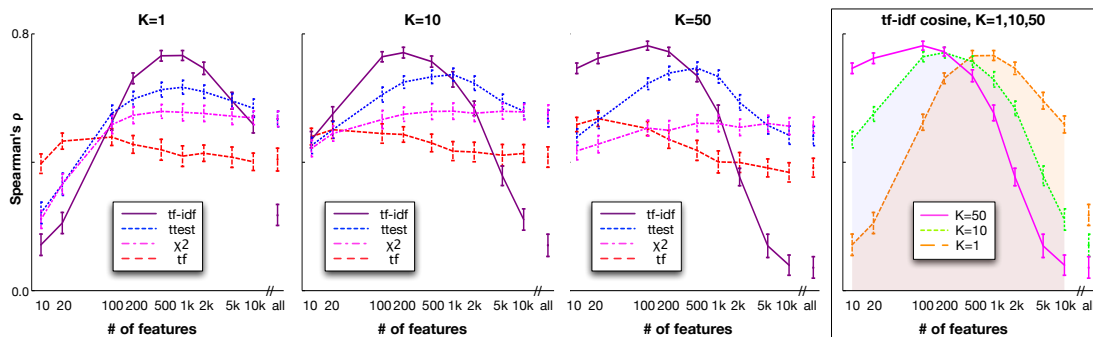 K=1
K=10
K=50
tf-idf cosine, K=1,10,50
0.8
Spearman's ρ
0.0
tf-idf
ttest
χ2
tf
tf-idf
ttest
χ2
tf
tf-idf
ttest
χ2
tf
K=50
K=10
K=1
10 20 100 200 500 1k 2k 5k 10k // all
10 20 100 200 500 1k 2k 5k 10k // all
10 20 100 200 500 1k 2k 5k 10k // all
10 20 100 200 500 1k 2k 5k 10k // all
# of features
# of features
# of features
# of features